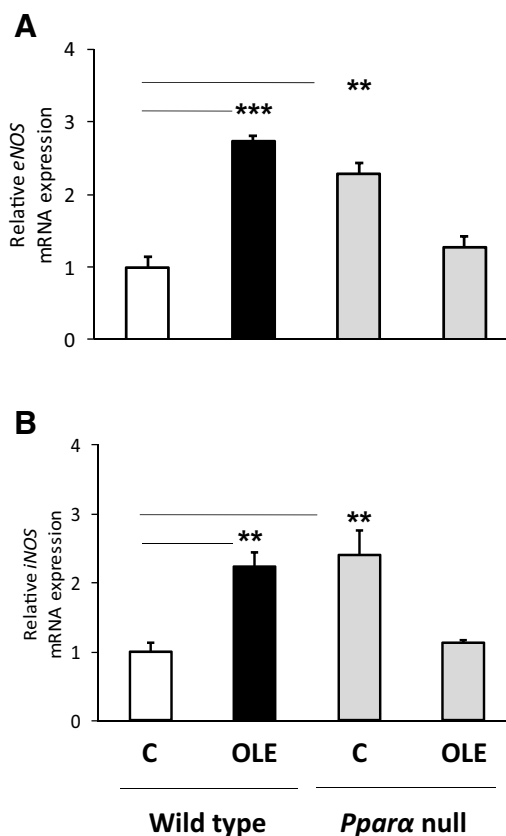 A
Relative eNOS
mRNA expression
4
3
2
1
0
***
**
B
Relative iNOS
mRNA expression
4
3
2
1
0
**
**
C OLE C OLE
Wild type Pparα null